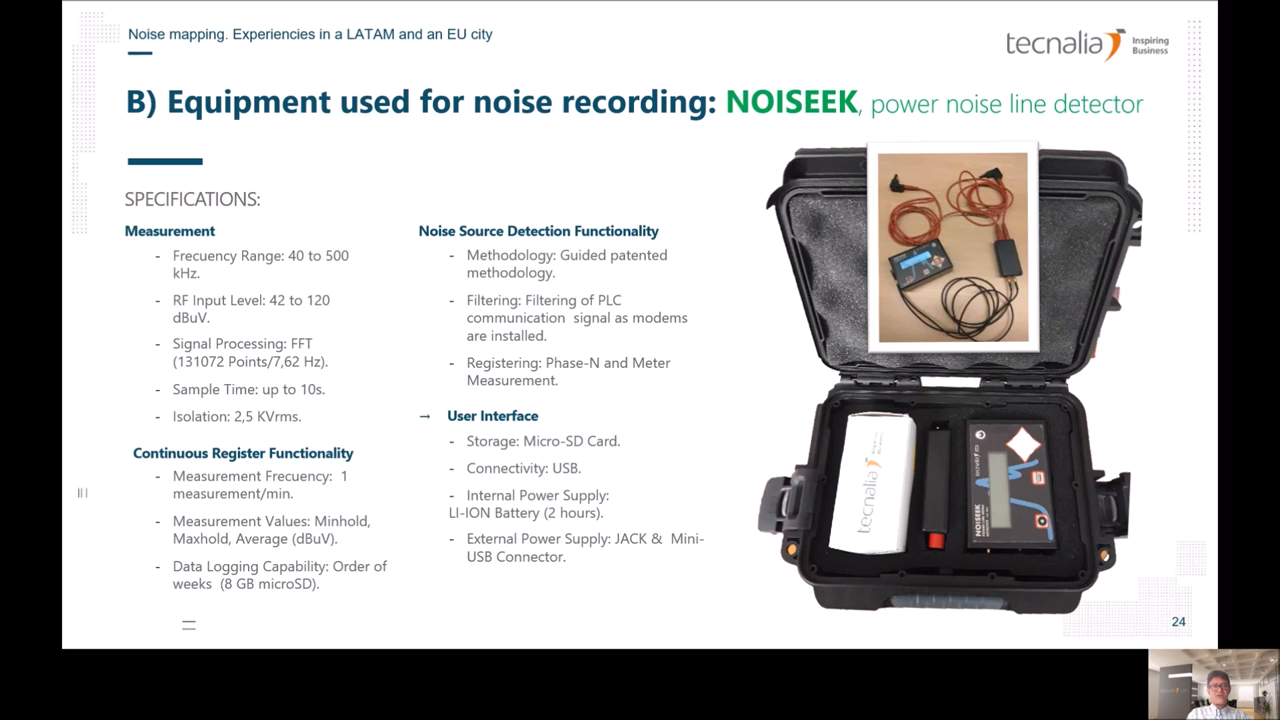 Noise mapping. Experiencies in a LATAM and an EU city
tecnalia Inspiring
Business
B) Equipment used for noise recording: NOISEEK, power noise line detector
SPECIFICATIONS:
Measurement
- Frecuency Range: 40 to 500
kHz.
- RF Input Level: 42 to 120
dBuV.
- Signal Processing: FFT
(131072 Points/7,62 Hz).
- Sample Time: up to 10s.
- Isolation: 2,5 KVrms.
Continuous Register Functionality
- Measurement Frecuency: 1
measurement/min.
- Measurement Values: Minhold,
Maxhold, Average (dBuV).
- Data Logging Capability: Order of
weeks (8 GB microSD).
Noise Source Detection Functionality
- Methodology: Guided patented
methodology.
- Filtering: Filtering of PLC
communication signal as modems
are installed.
- Registering: Phase-N and Meter
Measurement.
→ User Interface
- Storage: Micro-SD Card.
- Connectivity: USB.
- Internal Power Supply:
LI-ION Battery (2 hours).
- External Power Supply: JACK & Mini-
USB Connector.
tecnalia
NOISEEK
24